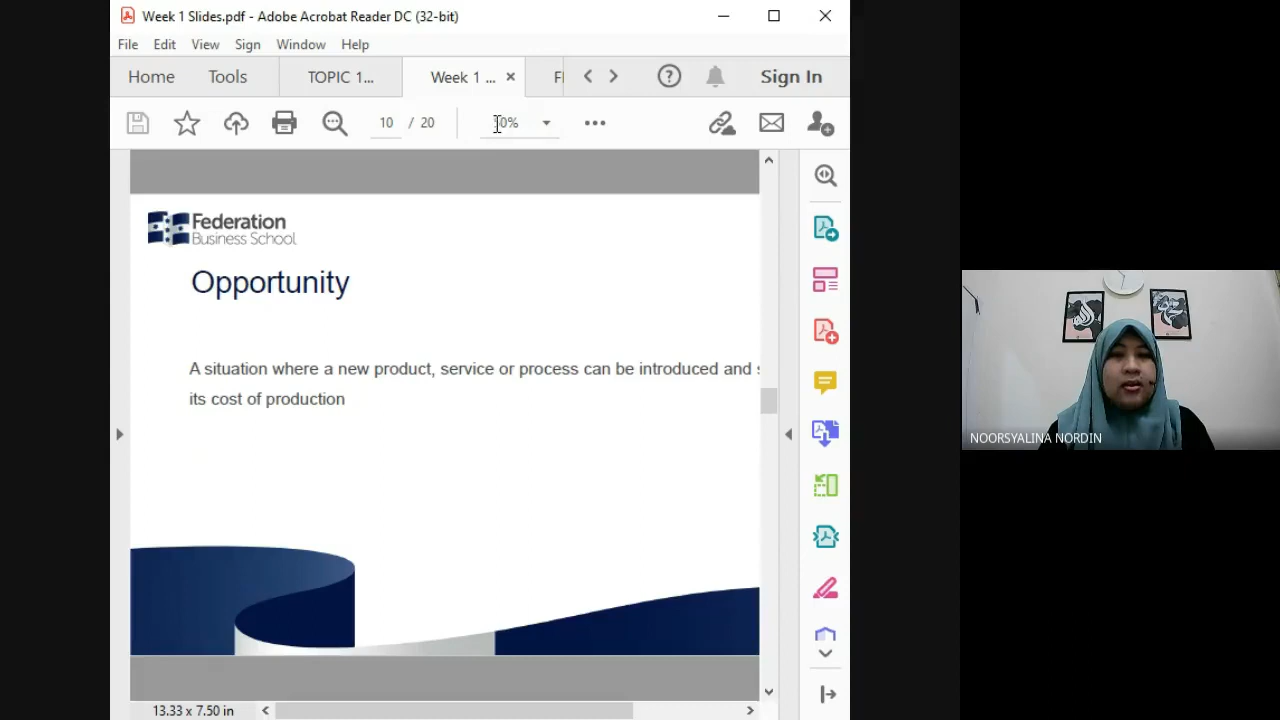 Week 1 Slides.pdf - Adobe Acrobat Reader DC (32-bit)
File Edit View Sign Window Help
Home Tools TOPIC 1... Week 1 ... Sign In
10 / 20
Federation
Business School
Opportunity
A situation where a new product, service or process can be introduced and
its cost of production
NOORSYALINA NORDIN
13.33 x 7.50 in